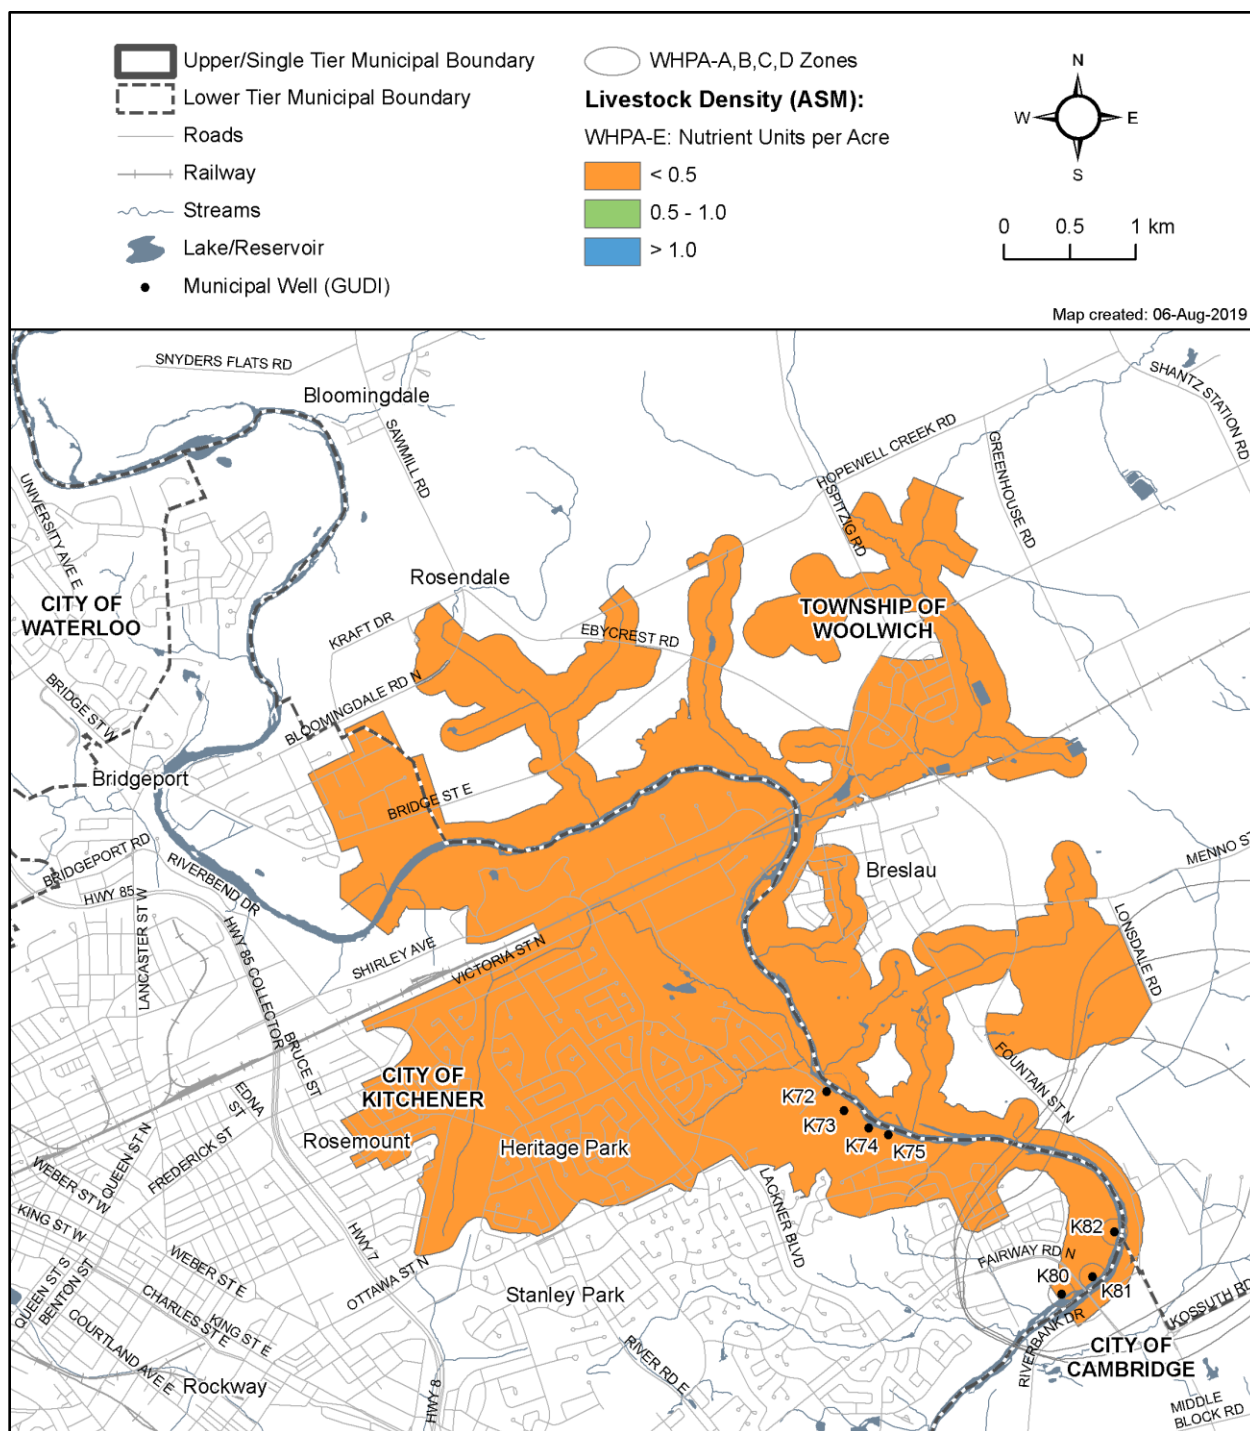 Upper/Single Tier Municipal Boundary
Lower Tier Municipal Boundary
Roads
Railway
Streams
Lake/Reservoir
Municipal Well (GUDI)
WHPA-A,B,C,D Zones
Livestock Density (ASM):
WHPA-E: Nutrient Units per Acre
< 0.5
0.5 - 1.0
> 1.0
N
W
E
S
0 0.5 1 km
Map created: 06-Aug-2019
SNYDERS FLATS RD
Bloomingdale
SAWMILL RD
HOPEWELL CREEK RD
SHANTZ STATION RD
GREENHOUSE RD
SPITZIG RD
UNIVERSITY AVE E
Rosendale
CITY OF
WATERLOO
KRAFT DR
EBYCREST RD
TOWNSHIP OF
WOOLWICH
BRIDGE ST W
BLOOMINGDALE RD N
Bridgeport
BRIDGE ST E
BRIDGEPORT RD
HWY 85
RIVERBEND DR
LANCASTER ST W
HWY 85 COLLECTOR
SHIRLEY AVE
VICTORIA ST N
Breslau
MENNO ST
LONSDALE RD
FOUNTAIN ST N
BRUCE ST
EDNA
ST
CITY OF
KITCHENER
Rosemount
Heritage Park
K72
K73
K74
K75
QUEEN ST N
FREDERICK ST
WEBER ST W
KING ST W
LACKNER BLVD
K82
FAIRWAY RD N
K80
K81
KOSSUTH RD
HWY 7
OTTAWA ST N
WEBER ST E
QUEEN ST S
BENTON ST
CHARLES ST E
KING ST E
COURTLAND AVE E
Stanley Park
RIVER RD E
RIVERBANK DR
CITY OF
CAMBRIDGE
Rockway
HWY 8
MIDDLE
BLOCK RD